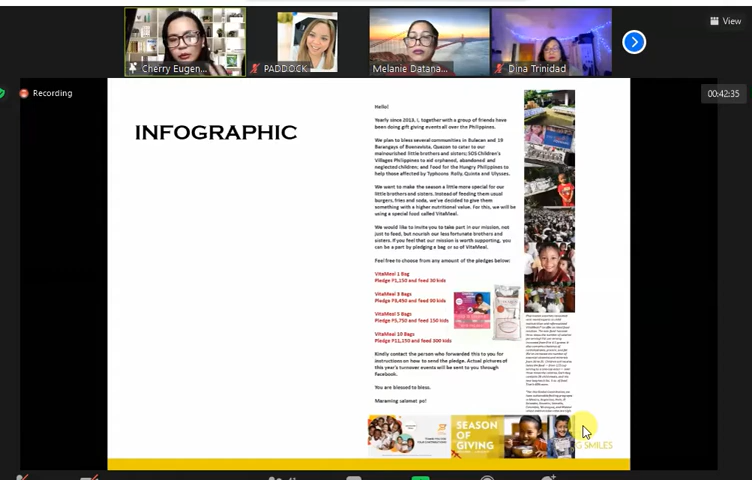 View
Cherry Eugen...
PADDOCK...
Melanie Datana...
Dina Trinidad
Recording
00:42:35
INFOGRAPHIC
Hello!
Yearly since 2013, I, together with a group of friends have
been doing gift giving events all over the Philippines.
We plan to bless several communities in Bulacan and 19
Barangays of Buenavista, Quezon to cater to our
malnourished little brothers and sisters; SOS Children's
Villages Philippines to aid orphoned, abandoned and
neglected children; and Food for the Hungry Philippines to
help those affected by Typhoons Rolly, Quinta and Ulysses.
We want to make the season a little more special for our
little brothers and sisters. Instead of feeding them usual
burgers, fries and soda, we've decided to give them
something with a higher nutritional value. For this, we will be
using a special food called VitaMeal.
We would like to invite you to take part in our mission, not
just to feed, but nourish our less fortunate brothers and
sisters. If you feel that our mission is worth supporting, you
can be a part by pledging a bag or so of VitaMeal.
Feel free to choose from any amount of the pledges below:
VitaMeal 1 Bag
Pledge P1,150 and feed 30 kids
VitaMeal 3 Bags
Pledge P3,450 and feed 90 kids
VitaMeal 5 Bags
Pledge P5,750 and feed 150 kids
VitaMeal 10 Bags
Pledge P11,150 and feed 300 kids
Kindly contact the person who forwarded this to you for
instructions on how to send the pledge. Actual pictures of
this year's turnover events will be sent to you through
Facebook.
You are blessed to bless.
Maraming salamat po!
SEASON
OF
GIVING
G SMILES